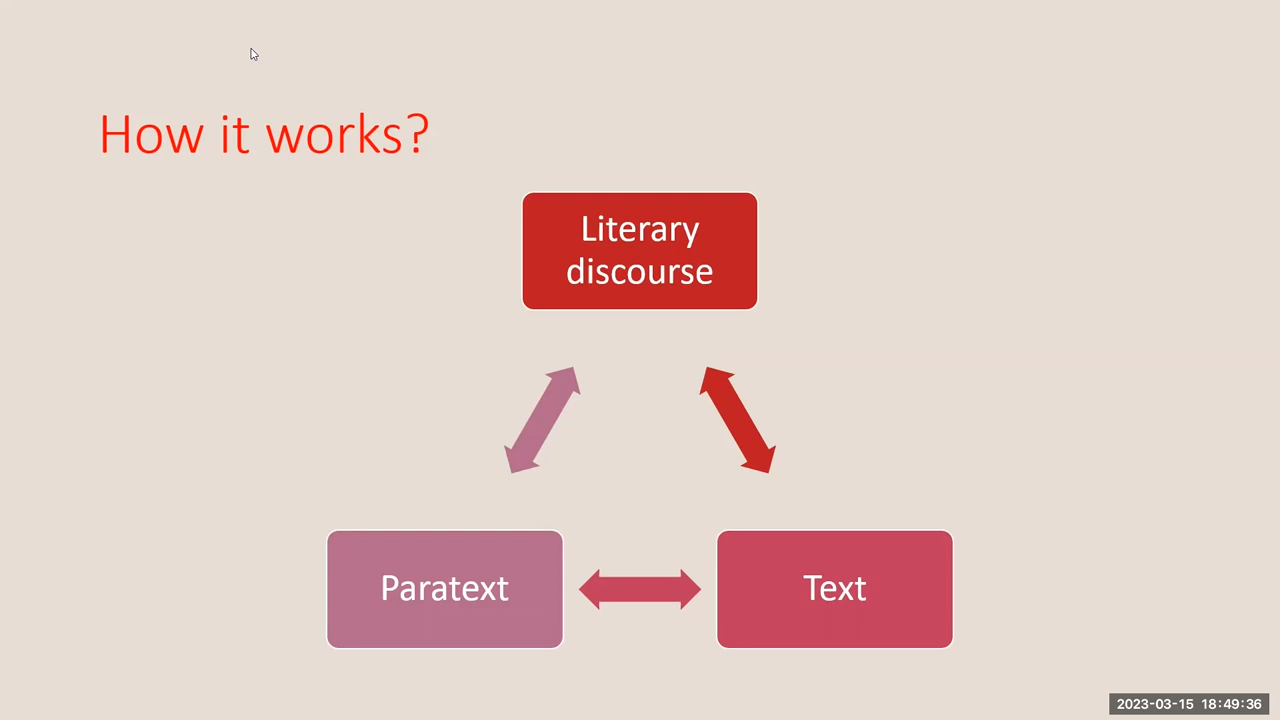 How it works?
Literary
discourse
Paratext
Text
2023-03-15 18:49:36